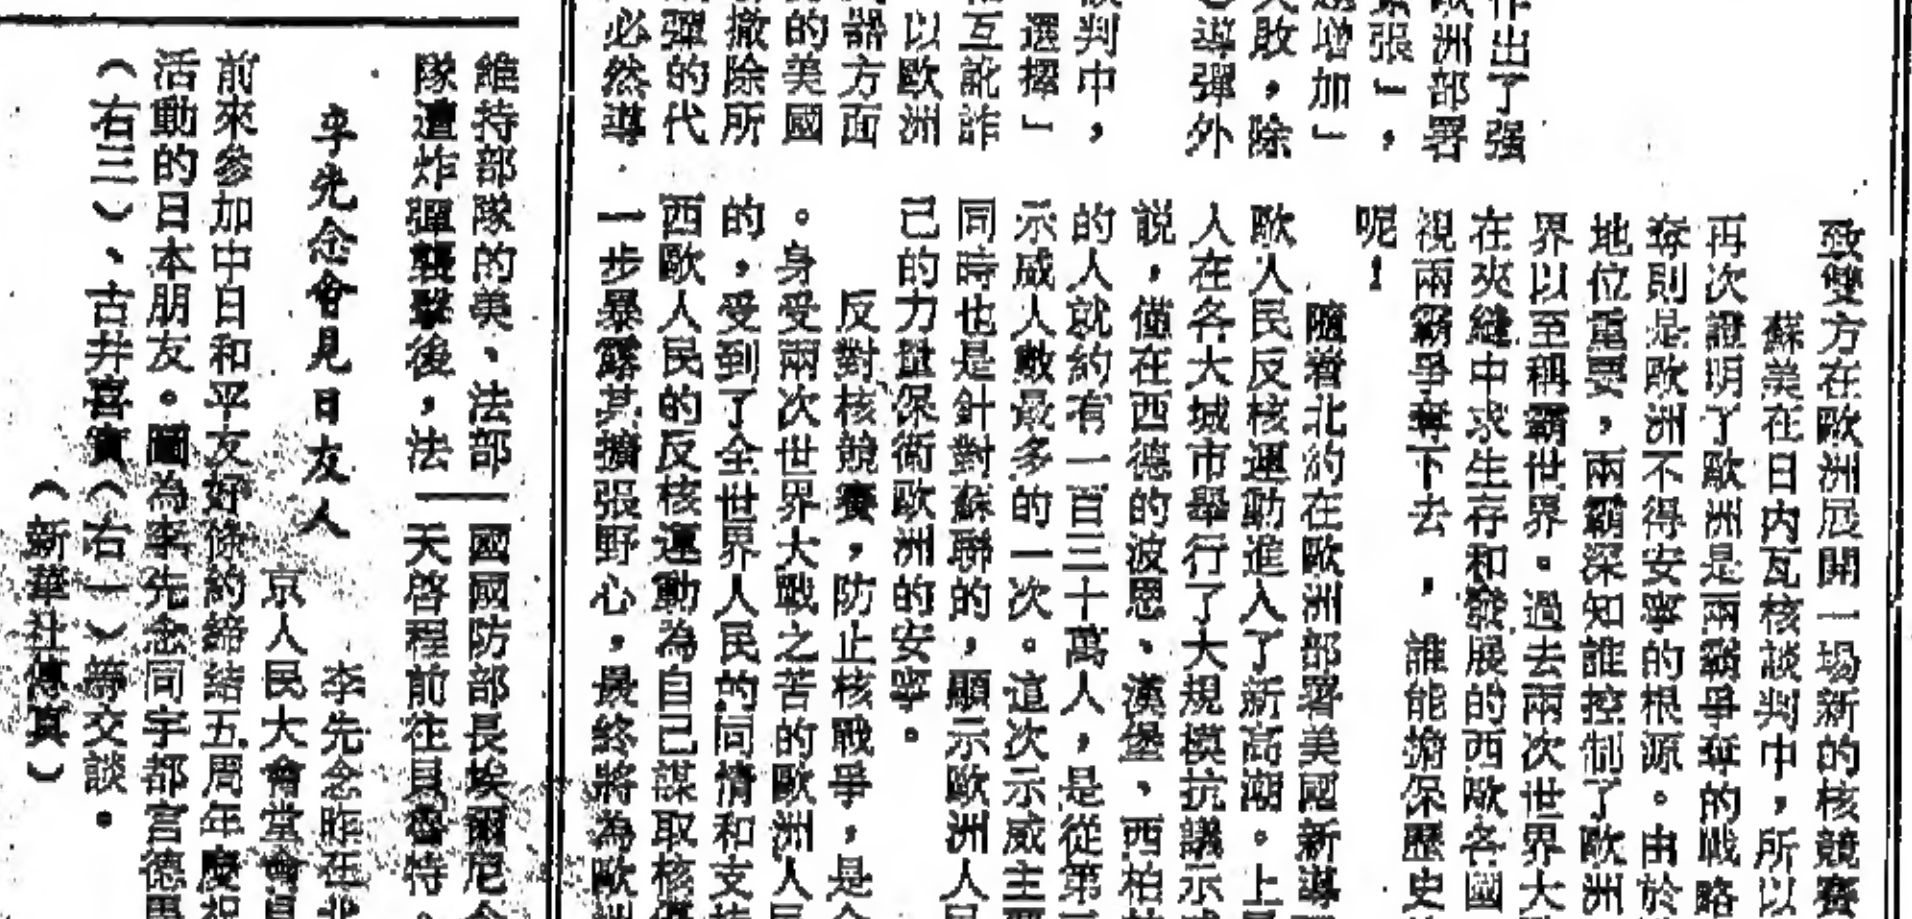 作出了强
歐洲部署
張﹂，
增加﹂
敗，除
導彈外
談判中，
選擇﹂
互訛詐
以歐洲
器方面
的美國
撤除所
彈的代
必然導
致雙方在歐洲展開一場新的核競賽
蘇美在日內瓦核談判中，所以
再次證明了歐洲是兩霸爭奪的戦略
奪則是歐洲不得安寧的根源。由於
地位重要，兩霸深知誰控制了歐洲
界以至稱霸世界。過去兩次世界大
在夾縫中求生存和發展的西歐各國
視兩霸爭奪下去，誰能擔保歷史
呢！
隨着北約在歐洲部署美國新導
歐人民反核運動進入了新高潮。上
人在各大城市舉行了大規模抗議示
説，僅在西德的波恩、漢堡、西柏
的人就約有一百三十萬人，是從第
示威人數最多的一次。這次示威主要
同時也是針對蘇聯的，顯示歐洲人
己的力量保衞歐洲的安寧。
反對核競賽，防止核戰爭，是
。身受兩次世界大戰之苦的歐洲人
的，受到了全世界人民的同情和支持
西歐人民的反核運動為自己謀取核
一步暴露其擴張野心，最終將為歐
維持部隊的美、法部
隊遭炸彈襲擊後，法
國國防部長埃爾尼
天啓程前往貝魯特。
李先念會見日友人
李先念昨在北
京人民大會堂會見
前來參加中日和平友好條約締結五周年慶祝
活動的日本朋友。圖為李先念同宇都宮德馬
（右三）、古井喜實（右一）等交談。
（新華社傳真）